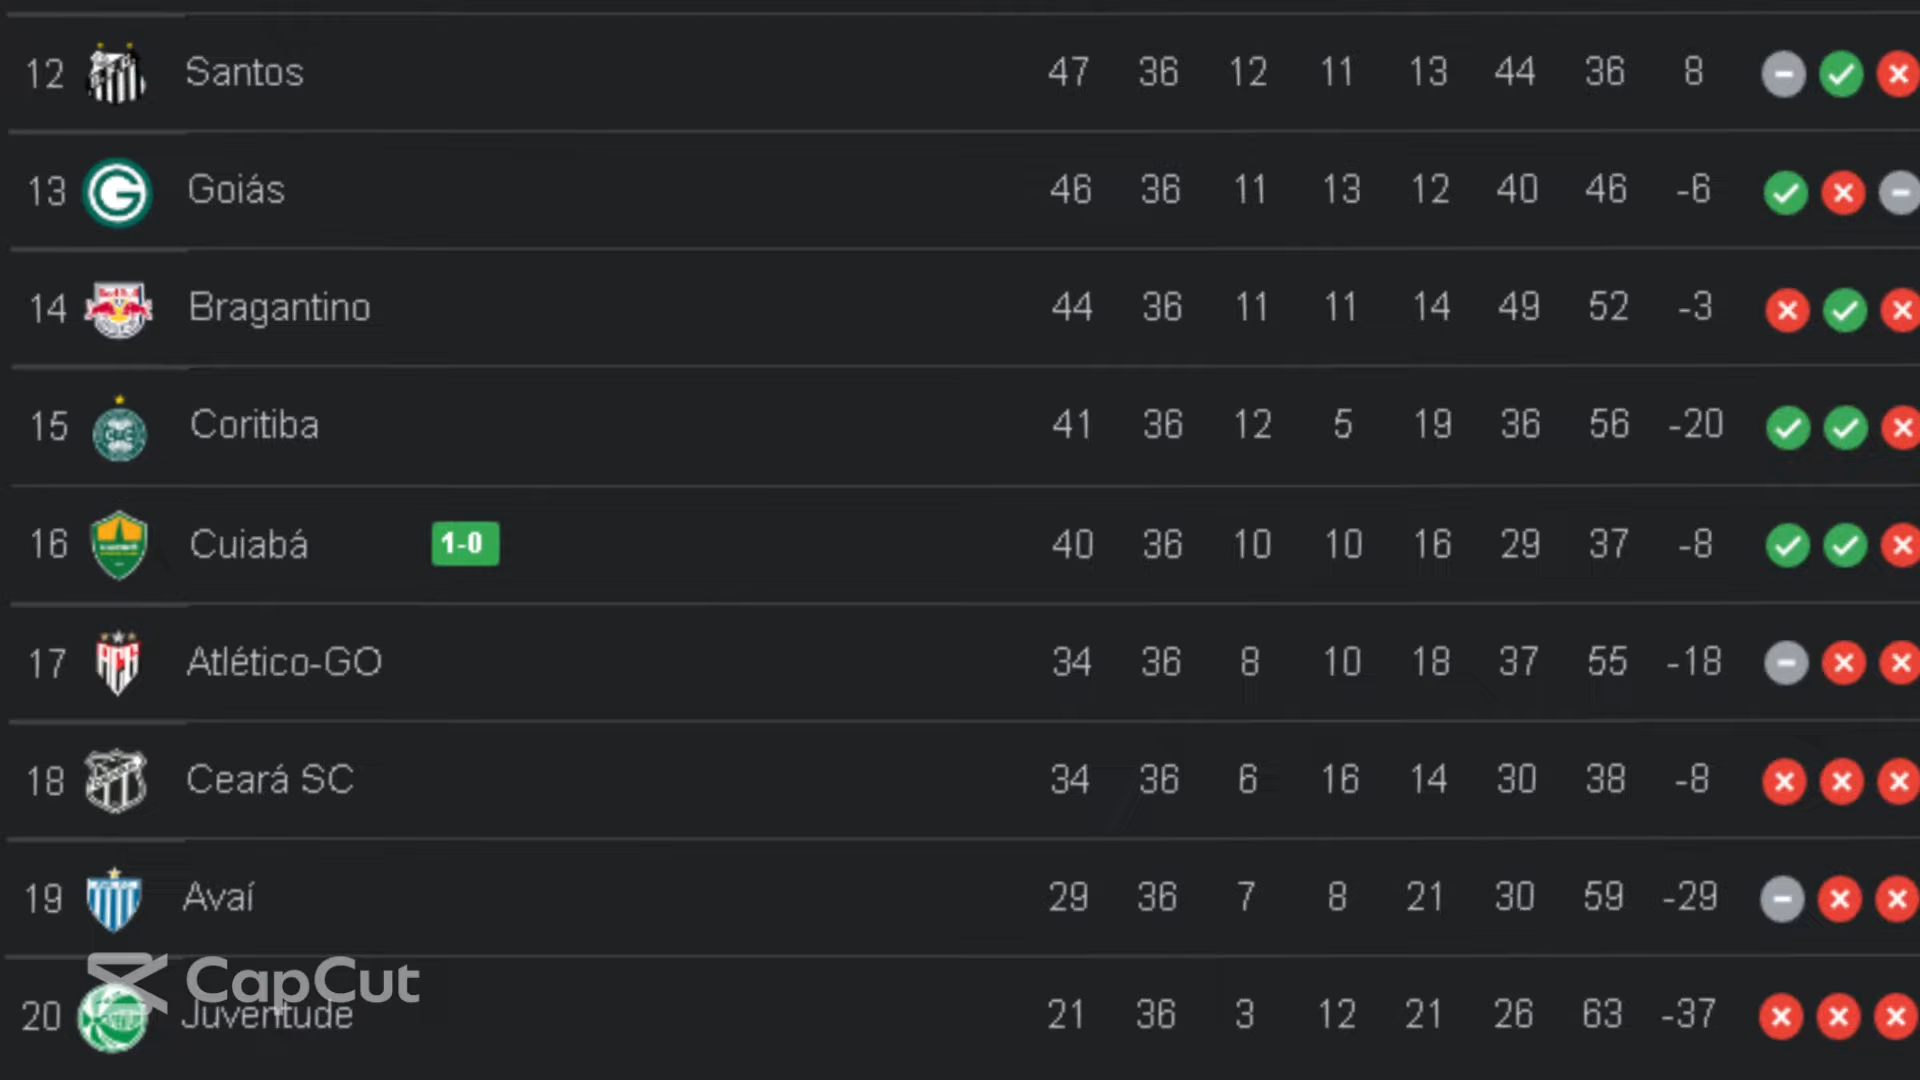 12 Santos 47 36 12 11 13 44 36 8
13 Goiás 46 36 11 13 12 40 46 -6
14 Bragantino 44 36 11 11 14 49 52 -3
15 Coritiba 41 36 12 5 19 36 56 -20
16 Cuiabá 1-0 40 36 10 10 16 29 37 -8
17 Atlético-GO 34 36 8 10 18 37 55 -18
18 Ceará SC 34 36 6 16 14 30 38 -8
19 Avaí 29 36 7 8 21 30 59 -29
CapCut
20 Juventude 21 36 3 12 21 26 63 -37